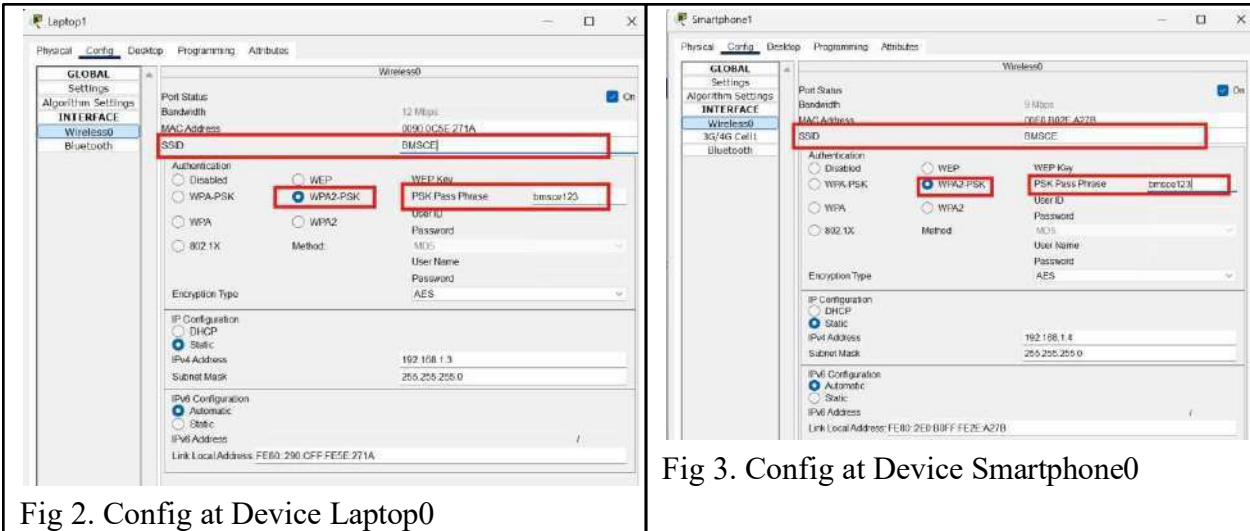 Laptop1
Physical Config Desktop Programming Attributes
GLOBAL
Settings
Algorithm Settings
INTERFACE
Wireless0
Bluetooth
Wireless0
Port Status On
Bandwidth 12 Mbps
MAC Address 0090.0C5E.271A
SSID BMSCE
Authentication
Disabled WEP WEP Key
WPA-PSK WPA2-PSK PSK Pass Phrase bmsce123
User ID
WPA WPA2 Password
802.1X Method: MD5
User Name
Password
Encryption Type AES
IP Configuration
DHCP
Static
IPv4 Address 192.168.1.3
Subnet Mask 255.255.255.0
IPv6 Configuration
Automatic
Static
IPv6 Address /
Link Local Address: FE80::290:CFF:FE5E:271A
Fig 2. Config at Device Laptop0
Smartphone1
Physical Config Desktop Programming Attributes
GLOBAL
Settings
Algorithm Settings
INTERFACE
Wireless0
3G/4G Cell1
Bluetooth
Wireless0
Port Status On
Bandwidth 9 Mbps
MAC Address 00E0.B02E.A27B
SSID BMSCE
Authentication
Disabled WEP WEP Key
WPA-PSK WPA2-PSK PSK Pass Phrase bmsce123
User ID
WPA WPA2 Password
802.1X Method: MD5
User Name
Password
Encryption Type AES
IP Configuration
DHCP
Static
IPv4 Address 192.168.1.4
Subnet Mask 255.255.255.0
IPv6 Configuration
Automatic
Static
IPv6 Address /
Link Local Address: FE80::2E0:B0FF:FE2E:A27B
Fig 3. Config at Device Smartphone0